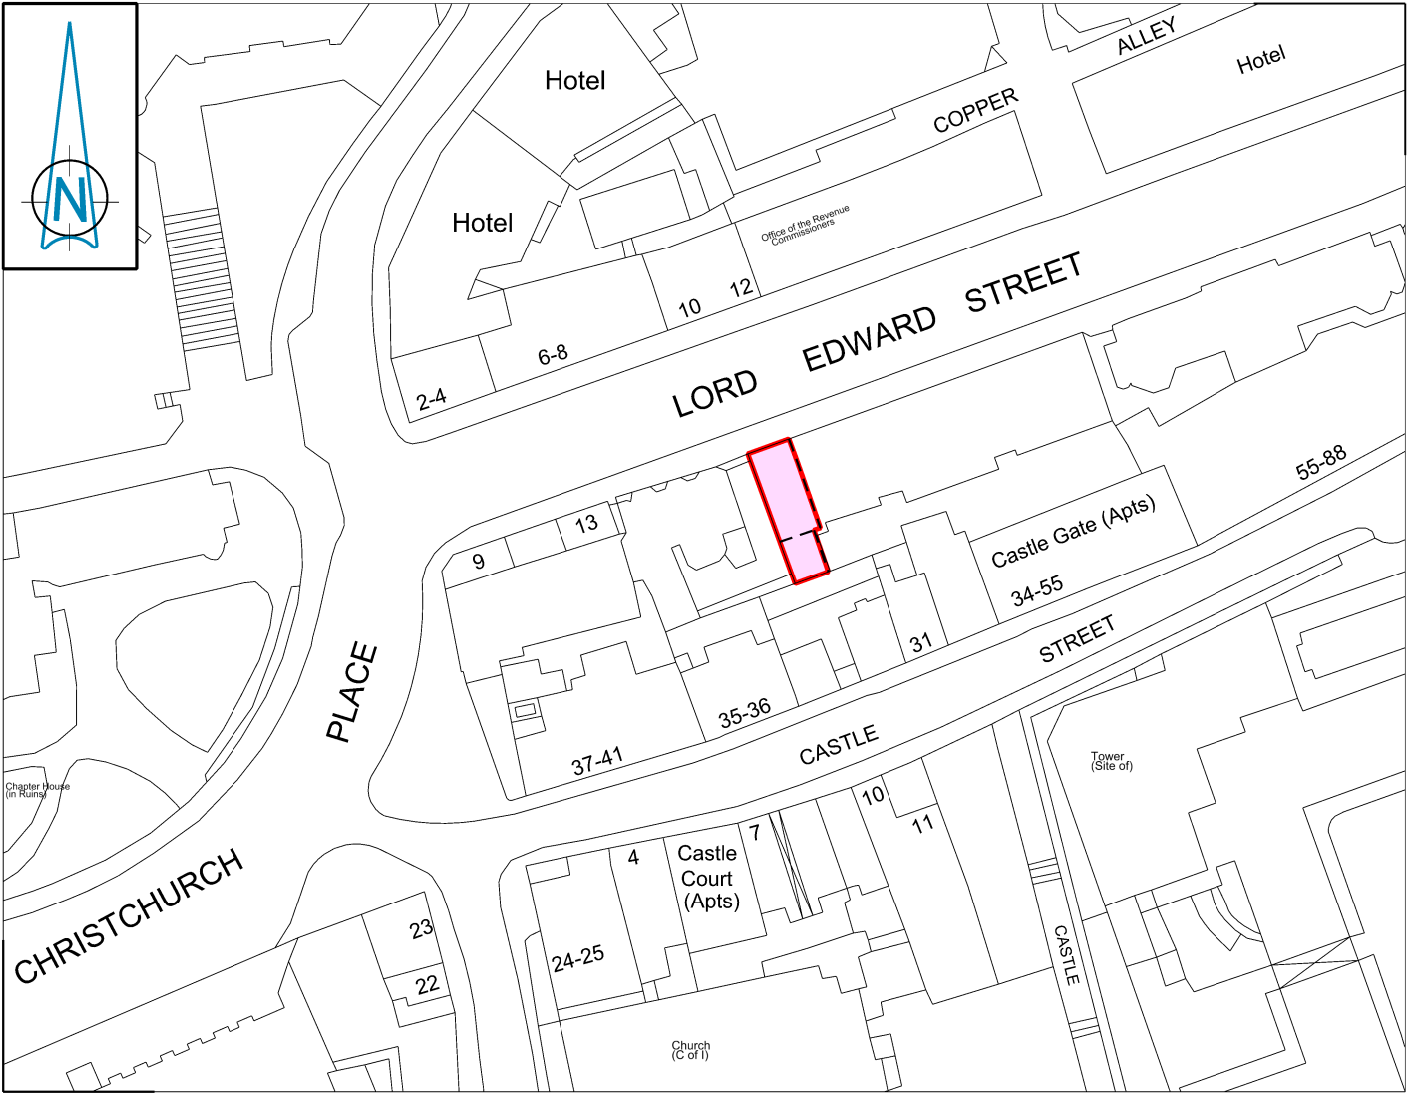 N
Hotel
ALLEY
Hotel
COPPER
Hotel
Office of the Revenue
Commissioners
10
12
6-8
2-4
LORD EDWARD STREET
13
9
55-88
Castle Gate (Apts)
34-55
31
STREET
PLACE
35-36
37-41
CASTLE
Tower
(Site of)
Chapter House
(in Ruins)
10
11
7
4
Castle
Court
(Apts)
CHRISTCHURCH
23
22
24-25
CASTLE
Church
(C of I)